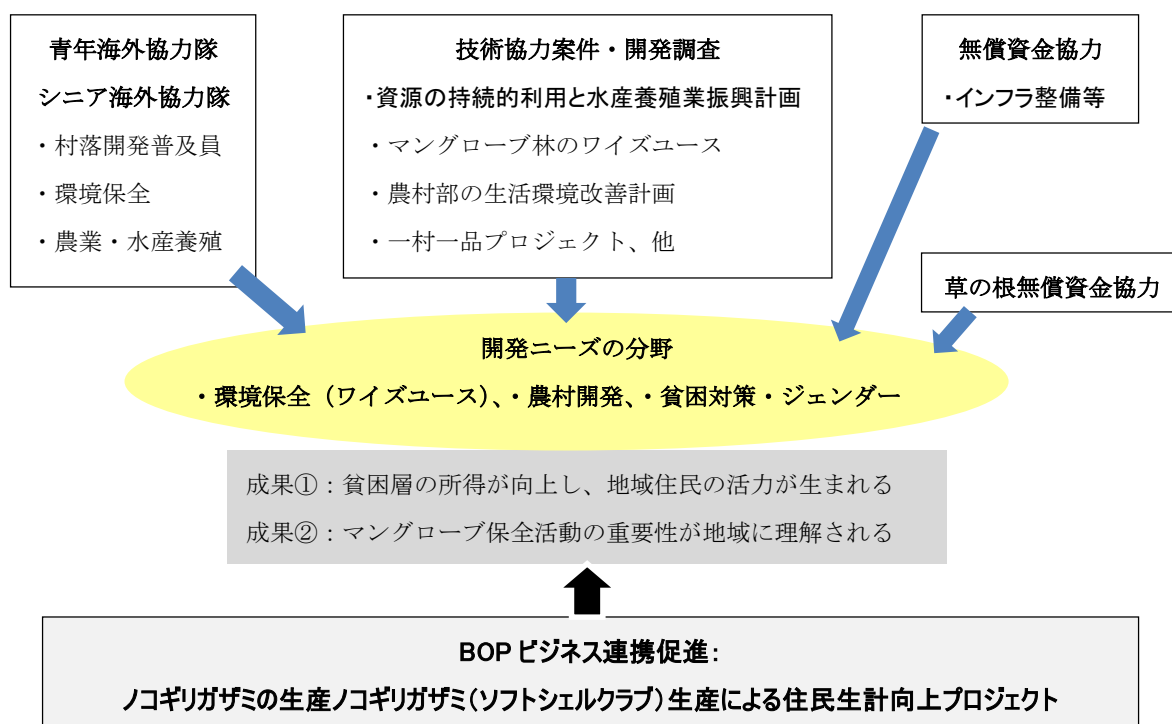 青年海外協力隊
シニア海外協力隊
・村落開発普及員
・環境保全
・農業・水産養殖
技術協力案件・開発調査
・資源の持続的利用と水産養殖業振興計画
・マングローブ林のワイズユース
・農村部の生活環境改善計画
・一村一品プロジェクト、他
無償資金協力
・インフラ整備等
草の根無償資金協力
開発ニーズの分野
・環境保全（ワイズユース）、・農村開発、・貧困対策・ジェンダー
成果①：貧困層の所得が向上し、地域住民の活力が生まれる
成果②：マングローブ保全活動の重要性が地域に理解される
BOP ビジネス連携促進：
ノコギリガザミの生産ノコギリガザミ（ソフトシェルクラブ）生産による住民生計向上プロジェクト